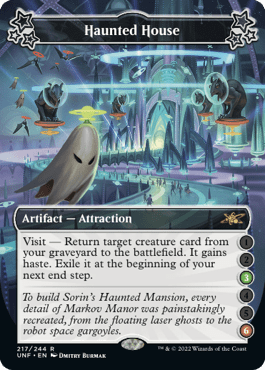 Haunted House
Artifact — Attraction
Visit — Return target creature card from
your graveyard to the battlefield. It gains
haste. Exile it at the beginning of your
next end step.
To build Sorin's Haunted Mansion, every
detail of Markov Manor was painstakingly
recreated, from the floating laser ghosts to the
robot space gargoyles.
1
2
3
4
5
6
217/244 R
UNF • EN DMITRY BURMAK
™ & © 2022 Wizards of the Coast